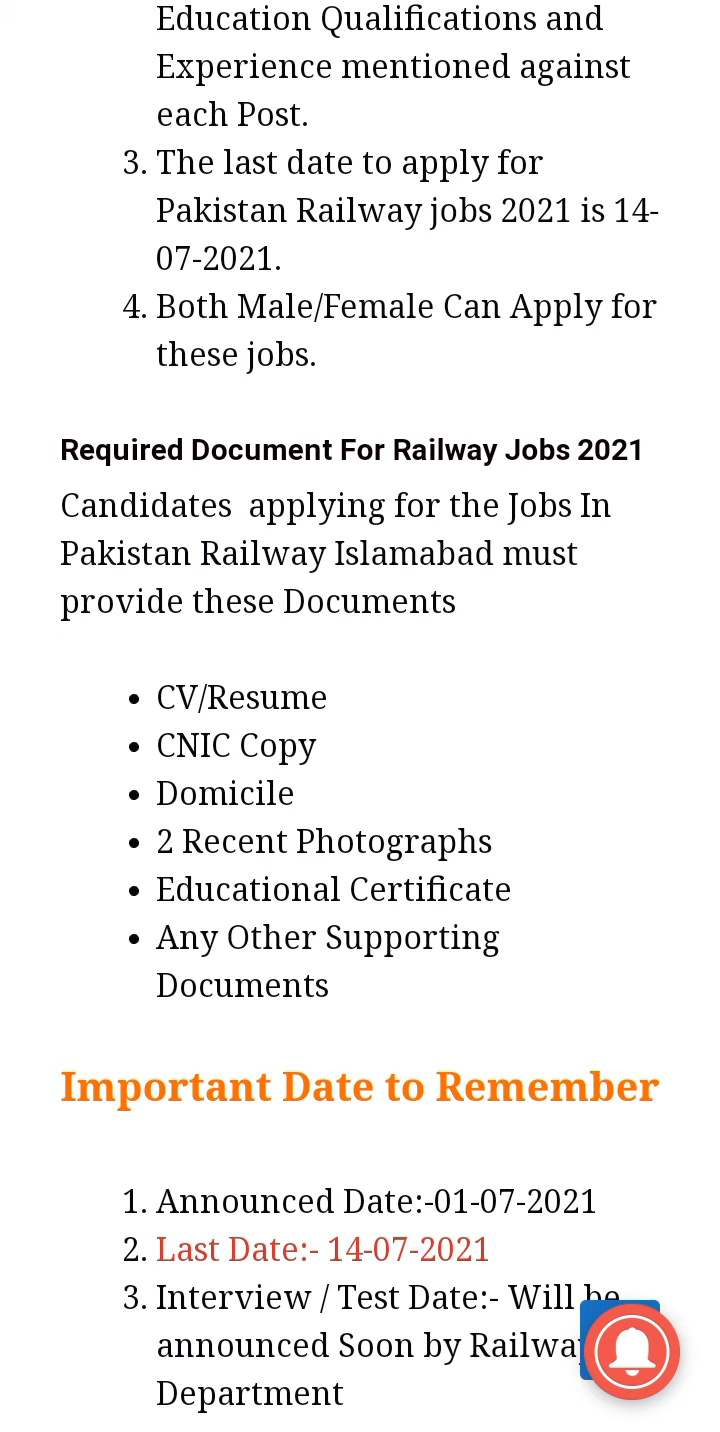 Education Qualifications and
Experience mentioned against
each Post.
3. The last date to apply for
Pakistan Railway jobs 2021 is 14-
07-2021.
4. Both Male/Female Can Apply for
these jobs.
Required Document For Railway Jobs 2021
Candidates  applying for the Jobs In
Pakistan Railway Islamabad must
provide these Documents
• CV/Resume
• CNIC Copy
• Domicile
• 2 Recent Photographs
• Educational Certificate
• Any Other Supporting
Documents
Important Date to Remember
1. Announced Date:-01-07-2021
2. Last Date:- 14-07-2021
3. Interview / Test Date:- Will be
announced Soon by Railway
Department